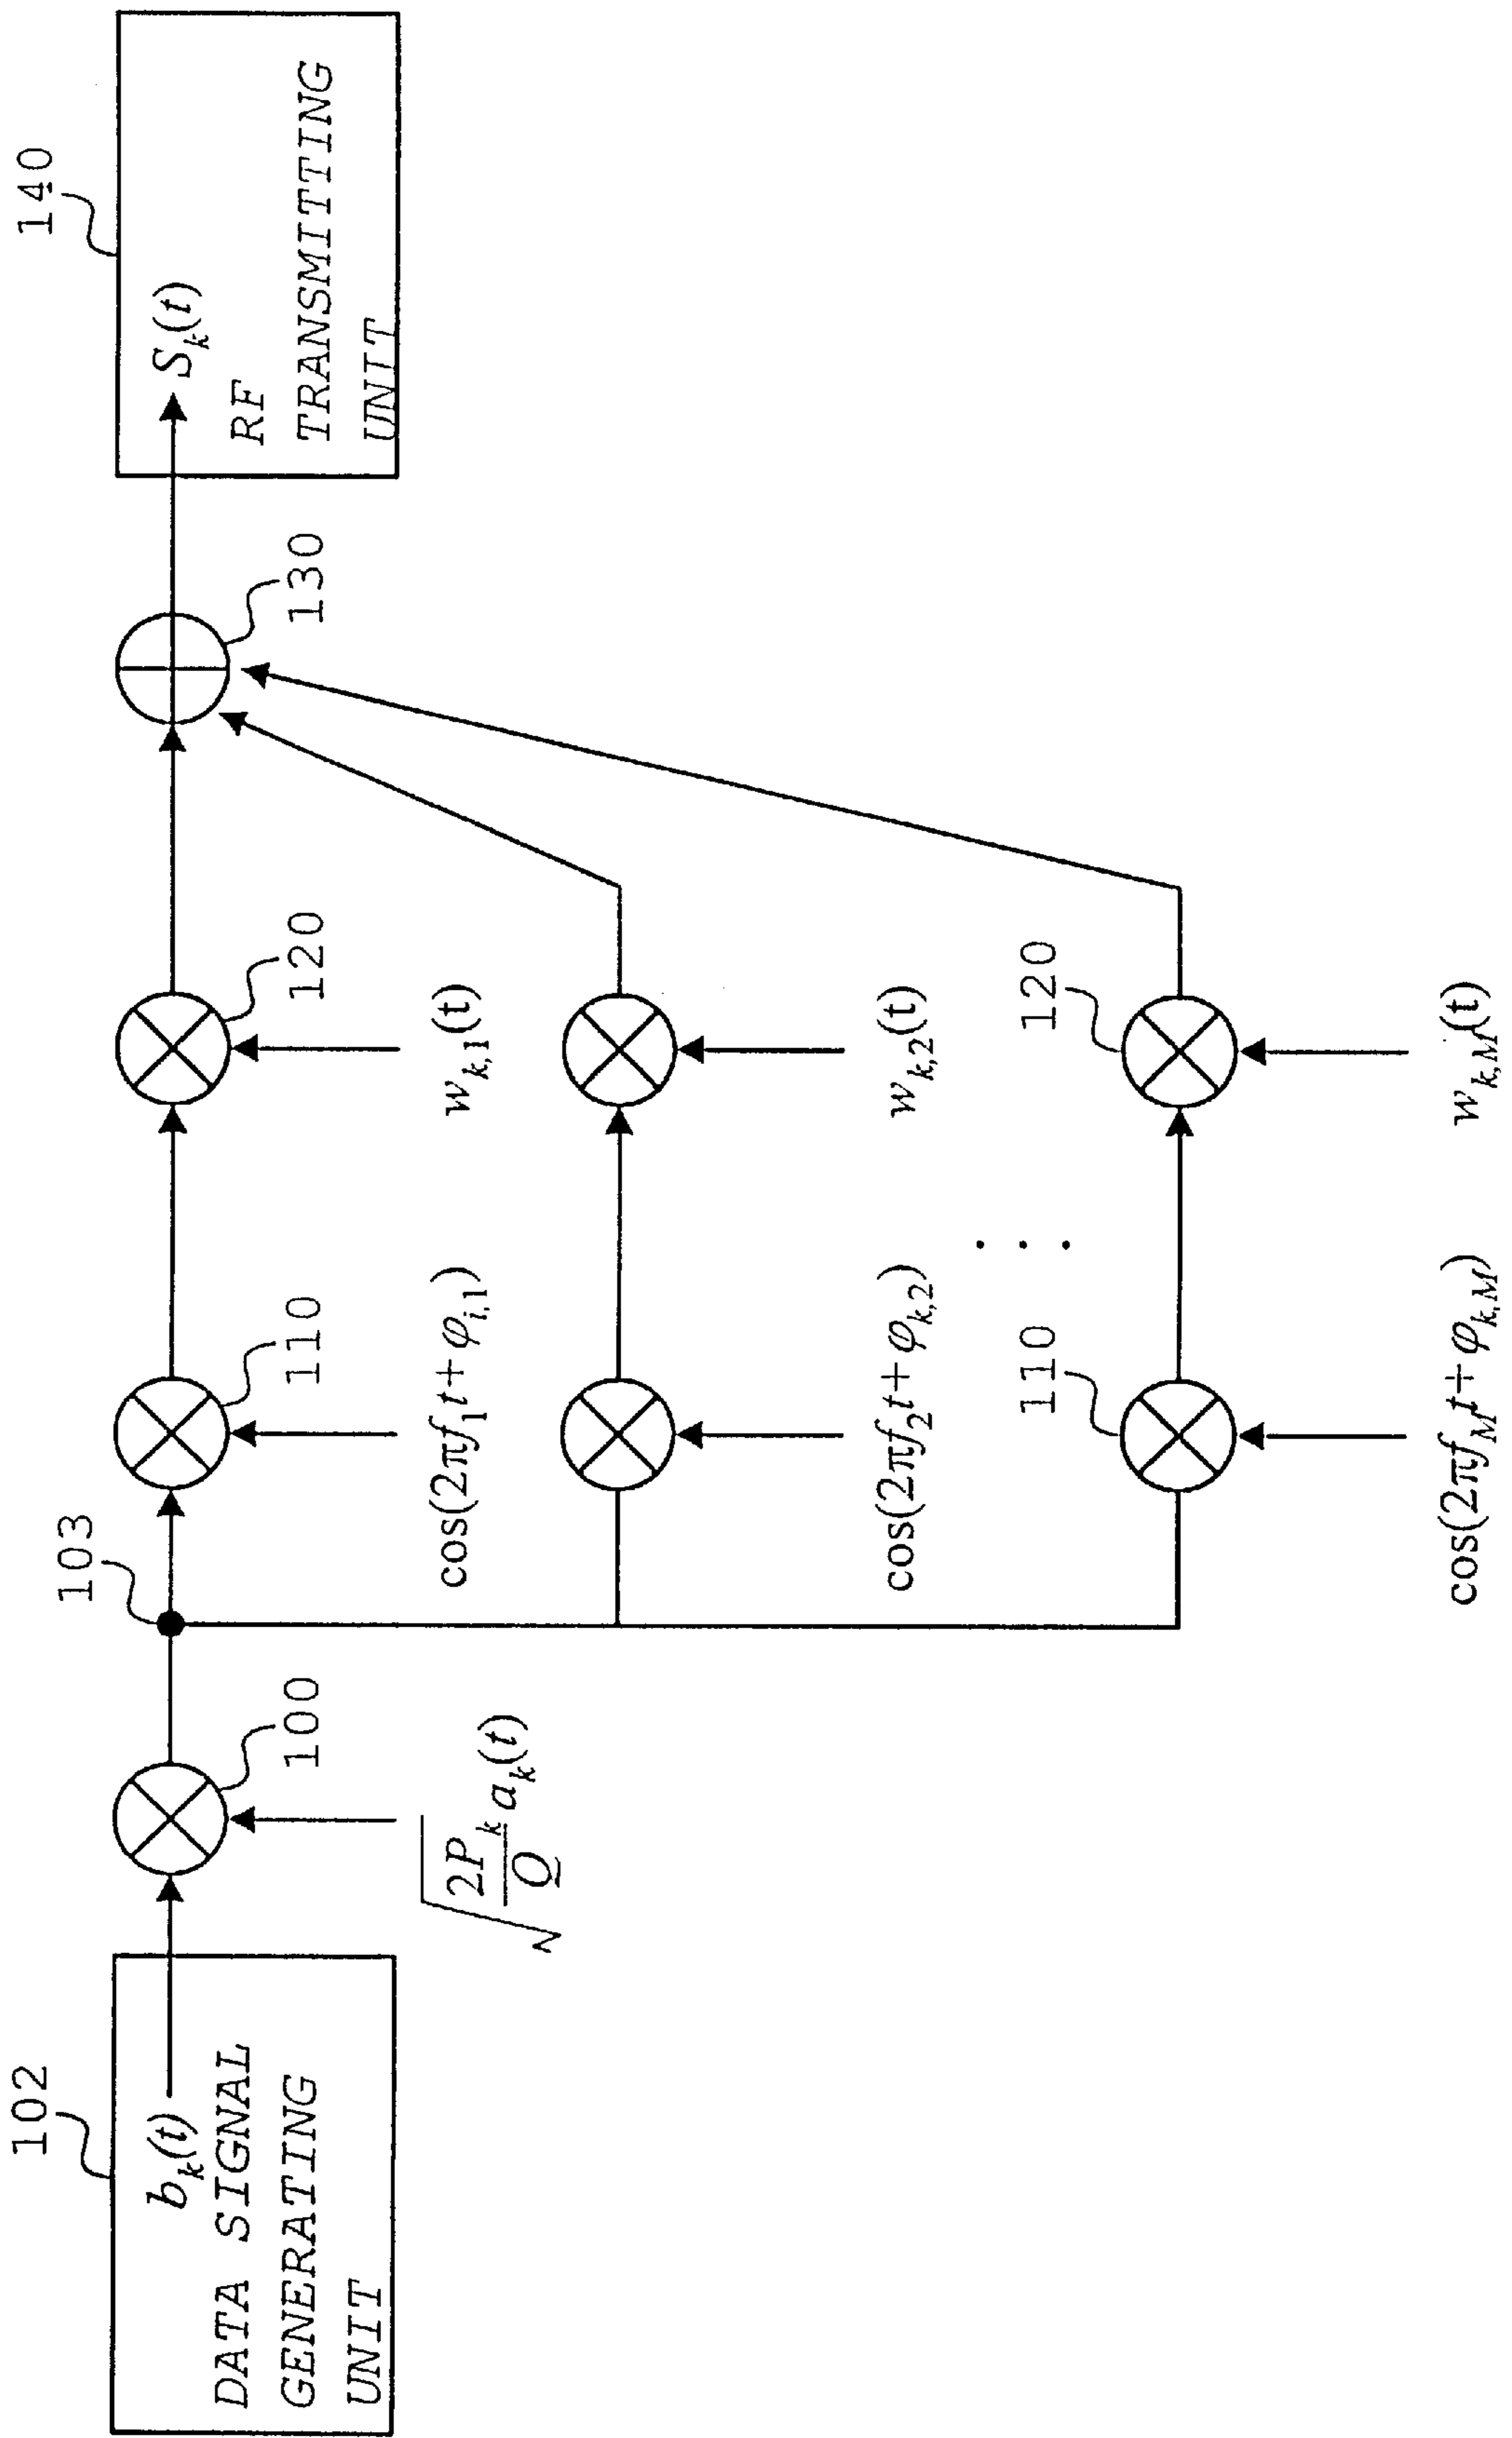 102
b_k(t)
DATA SIGNAL
GENERATING
UNIT
100
√(2P_k/Q) a_k(t)
103
110
cos(2πf_1t+φ_{i,1})
120
w_{k,1}(t)
130
140
S_k(t)
RF
TRANSMITTING
UNIT
cos(2πf_2t+φ_{k,2})
w_{k,2}(t)
. . .
110
cos(2πf_Mt+φ_{k,M})
120
w_{k,M}(t)